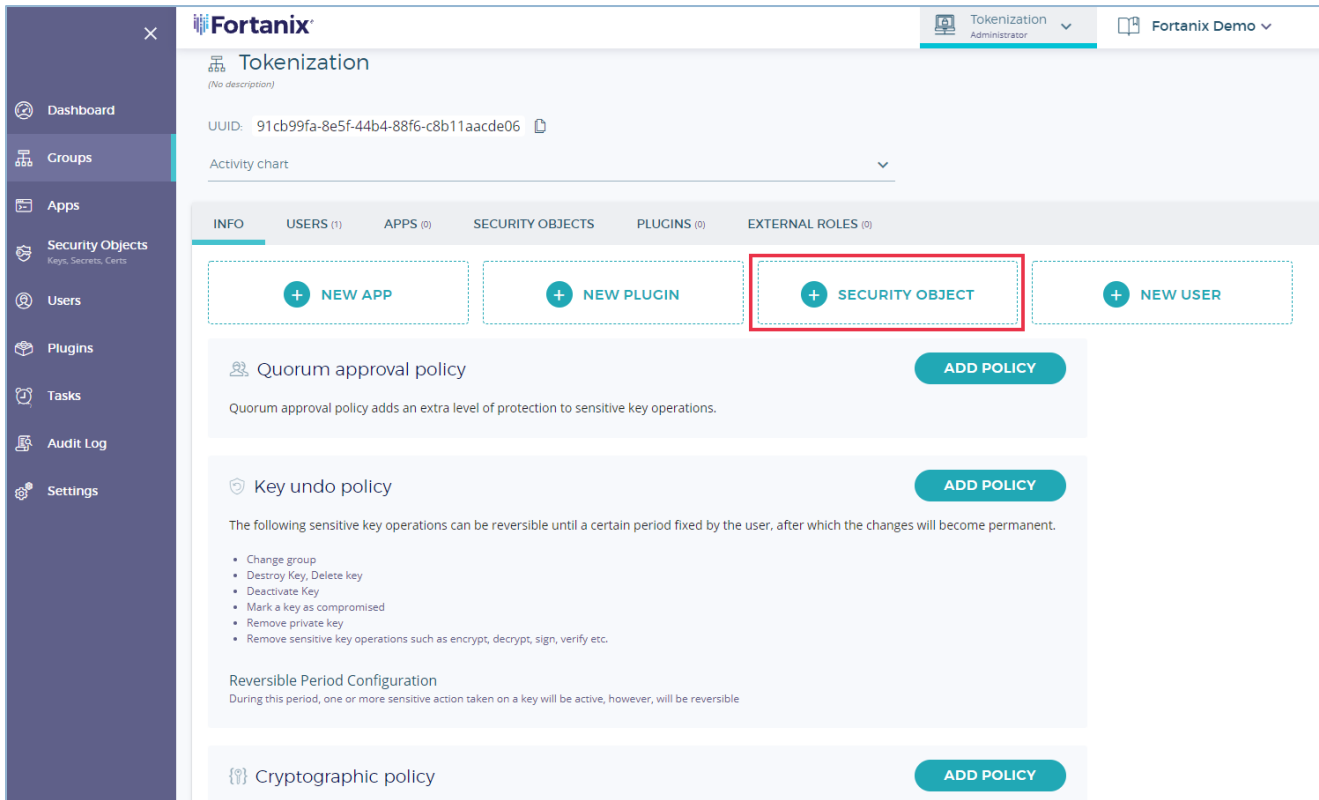 Fortanix
Tokenization
Administrator
Fortanix Demo
Dashboard
Groups
Apps
Security Objects
Keys, Secrets, Certs
Users
Plugins
Tasks
Audit Log
Settings
Tokenization
(No description)
UUID: 91cb99fa-8e5f-44b4-88f6-c8b11aacde06
Activity chart
INFO USERS (1) APPS (0) SECURITY OBJECTS PLUGINS (0) EXTERNAL ROLES (0)
+ NEW APP + NEW PLUGIN + SECURITY OBJECT + NEW USER
Quorum approval policy ADD POLICY
Quorum approval policy adds an extra level of protection to sensitive key operations.
Key undo policy ADD POLICY
The following sensitive key operations can be reversible until a certain period fixed by the user, after which the changes will become permanent.
• Change group
• Destroy Key, Delete key
• Deactivate Key
• Mark a key as compromised
• Remove private key
• Remove sensitive key operations such as encrypt, decrypt, sign, verify etc.
Reversible Period Configuration
During this period, one or more sensitive action taken on a key will be active, however, will be reversible
Cryptographic policy ADD POLICY